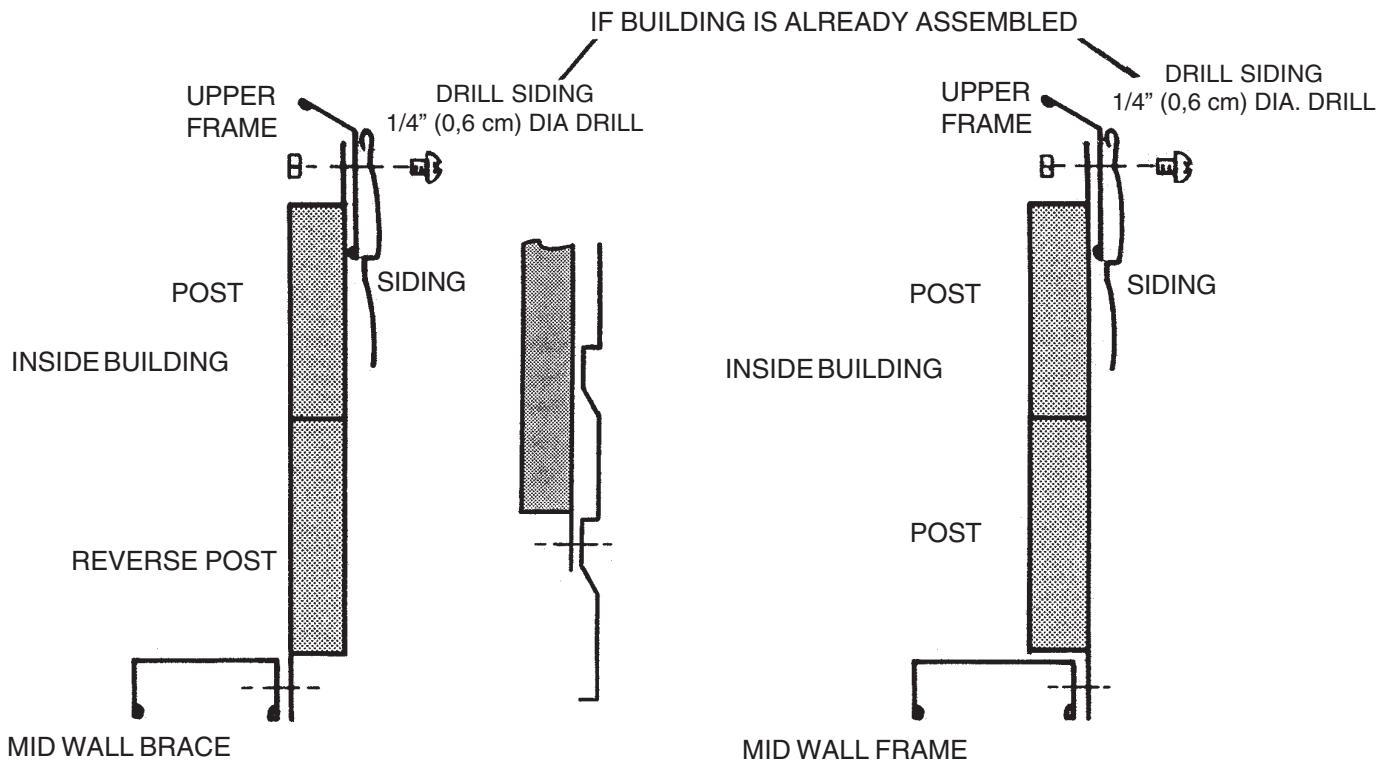 IF BUILDING IS ALREADY ASSEMBLED
UPPER
FRAME
DRILL SIDING
1/4” (0,6 cm) DIA DRILL
POST
SIDING
INSIDE BUILDING
REVERSE POST
MID WALL BRACE
UPPER
FRAME
DRILL SIDING
1/4” (0,6 cm) DIA. DRILL
POST
SIDING
INSIDE BUILDING
POST
MID WALL FRAME